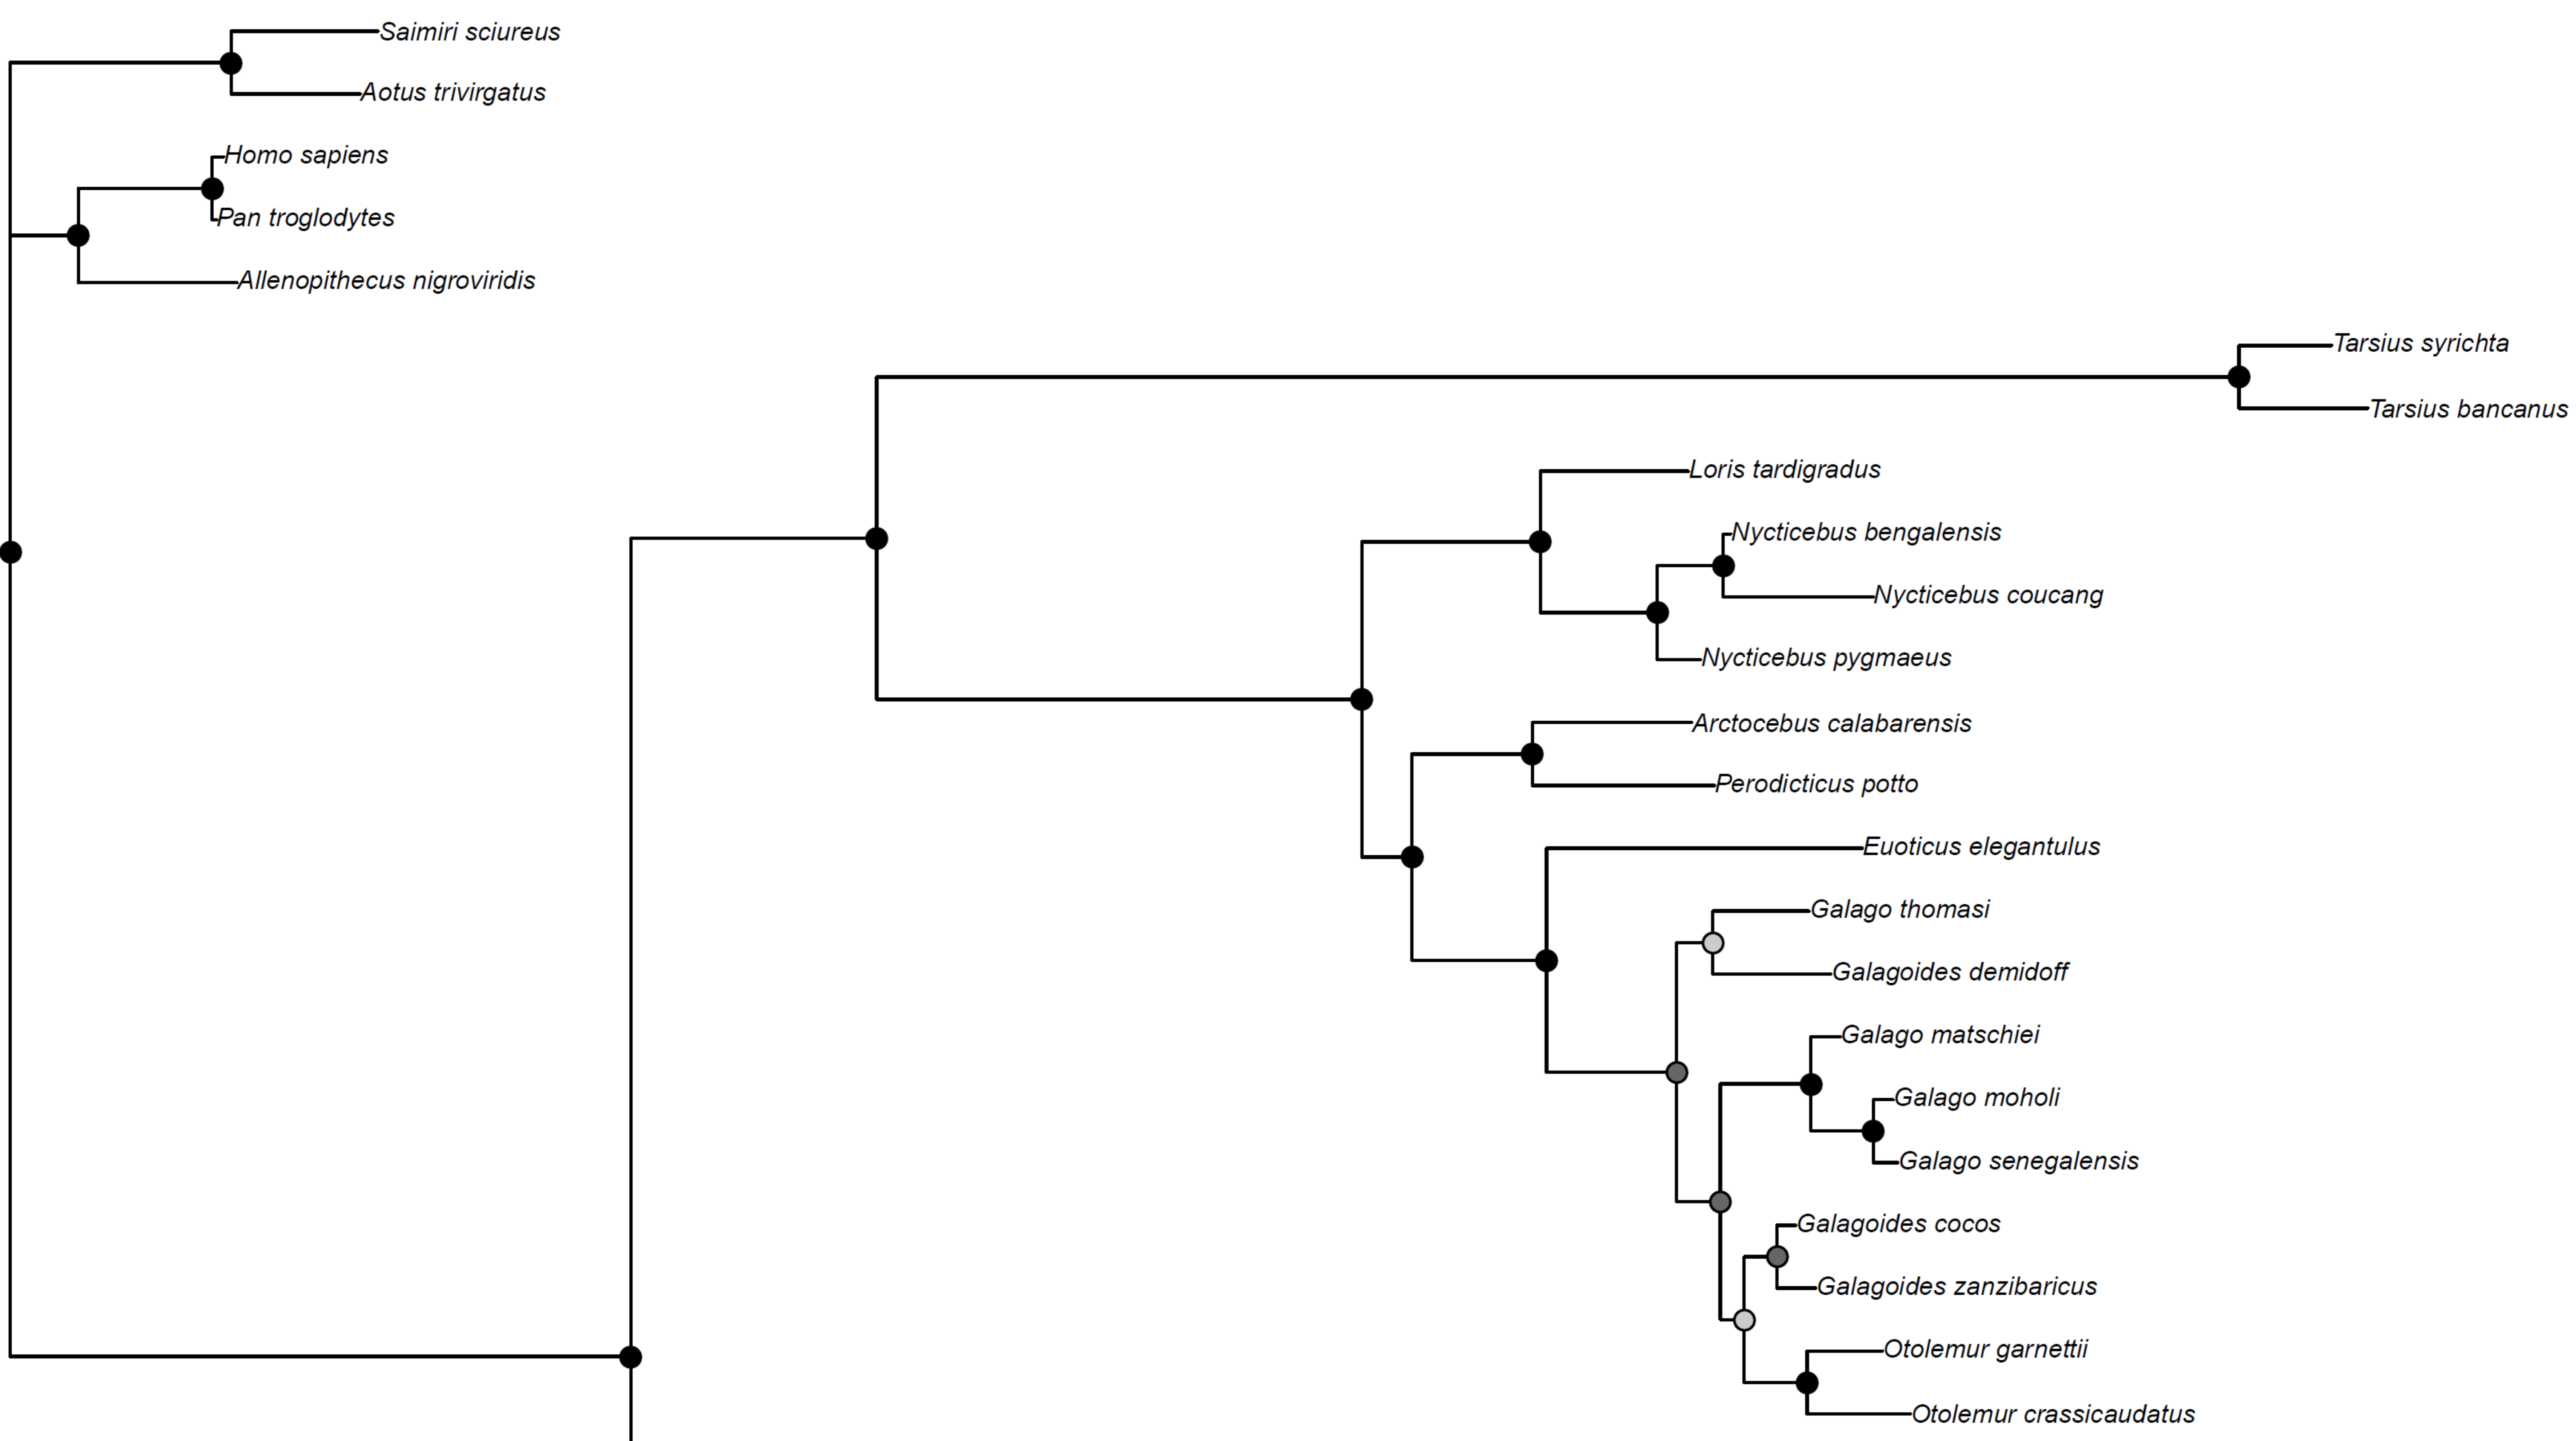 Saimiri sciureus
Aotus trivirgatus
Homo sapiens
Pan troglodytes
Allenopithecus nigroviridis
Tarsius syrichta
Tarsius bancanus
Loris tardigradus
Nycticebus bengalensis
Nycticebus coucang
Nycticebus pygmaeus
Arctocebus calabarensis
Perodicticus potto
Euoticus elegantulus
Galago thomasi
Galagoides demidoff
Galago matschiei
Galago moholi
Galago senegalensis
Galagoides cocos
Galagoides zanzibaricus
Otolemur garnettii
Otolemur crassicaudatus